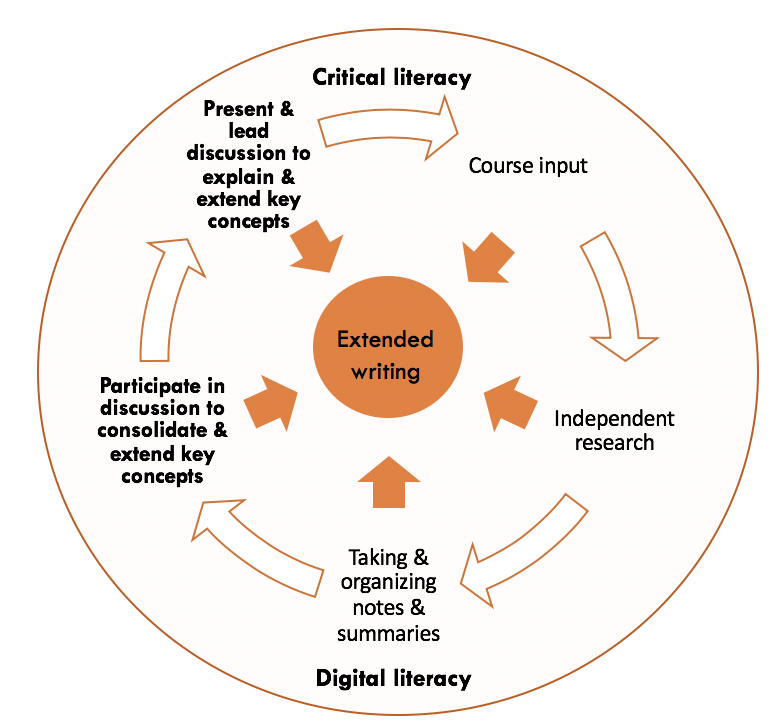 Critical literacy
Present &
lead
discussion to
explain &
extend key
concepts
Course input
Extended
writing
Participate in
discussion to
consolidate &
extend key
concepts
Independent
research
Taking &
organizing
notes &
summaries
Digital literacy